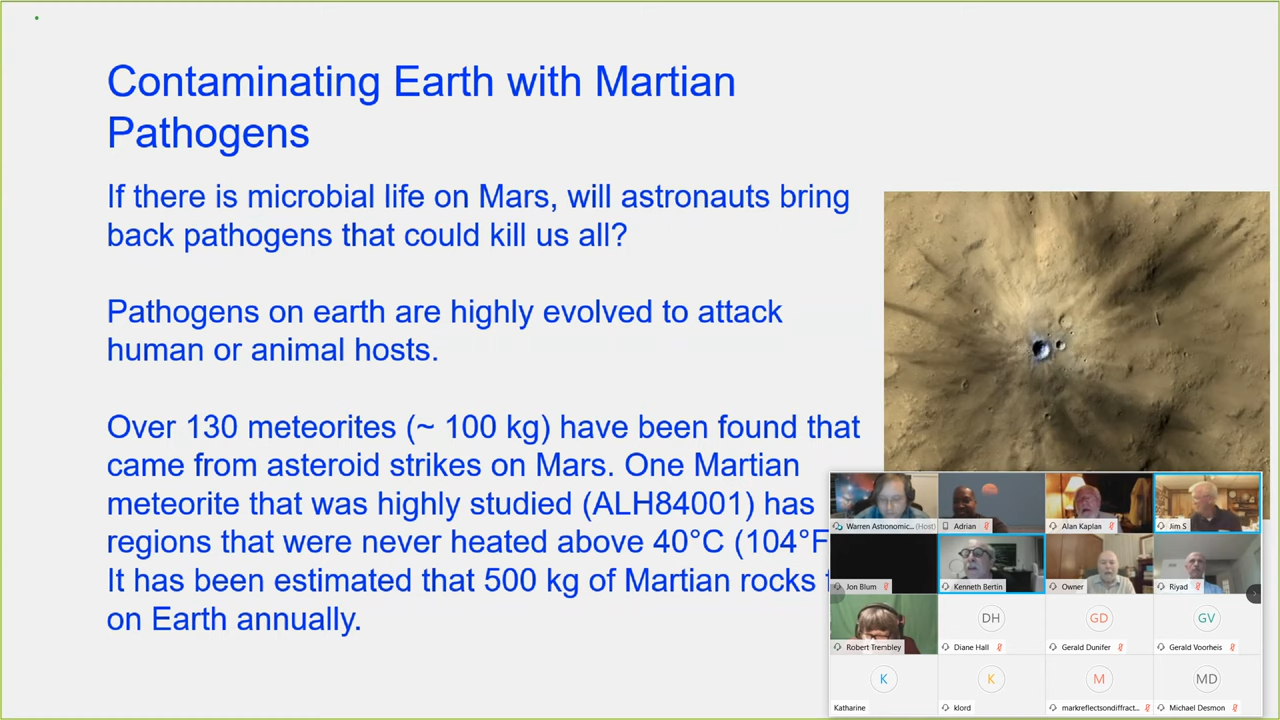 Contaminating Earth with Martian
Pathogens
If there is microbial life on Mars, will astronauts bring
back pathogens that could kill us all?
Pathogens on earth are highly evolved to attack
human or animal hosts.
Over 130 meteorites (~ 100 kg) have been found that
came from asteroid strikes on Mars. One Martian
meteorite that was highly studied (ALH84001) has
regions that were never heated above 40°C (104°F
It has been estimated that 500 kg of Martian rocks
on Earth annually.
Warren Astronomic... (Host)
Adrian
Alan Kaplan
Jim S
Jon Blum
Kenneth Bertin
Owner
Riyad
Robert Trembley
DH
Diane Hall
GD
Gerald Dunifer
GV
Gerald Voorheis
K
Katharine
K
klord
M
markreflectsondiffract...
MD
Michael Desmon